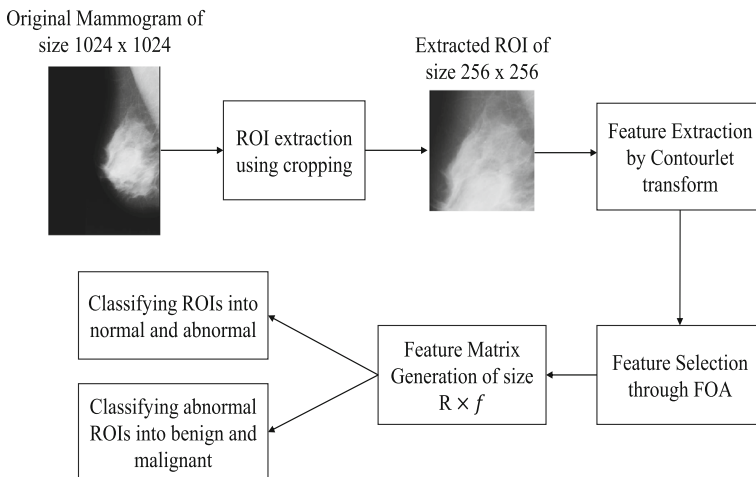 Original Mammogram of
size 1024 x 1024
ROI extraction
using cropping
Extracted ROI of
size 256 x 256
Feature Extraction
by Contourlet
transform
Feature Selection
through FOA
Feature Matrix
Generation of size
R × f
Classifying ROIs into
normal and abnormal
Classifying abnormal
ROIs into benign and
malignant